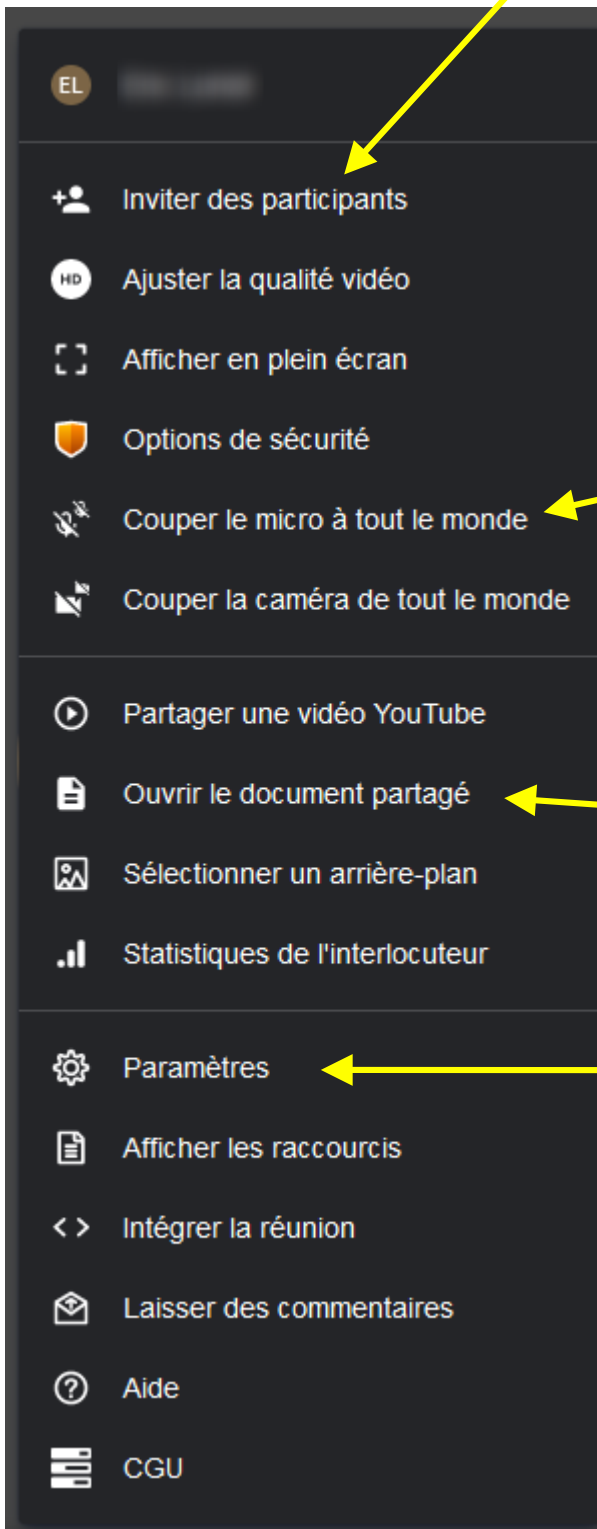 EL
Inviter des participants
HD
Ajuster la qualité vidéo
Afficher en plein écran
Options de sécurité
Couper le micro à tout le monde
Couper la caméra de tout le monde
Partager une vidéo YouTube
Ouvrir le document partagé
Sélectionner un arrière-plan
Statistiques de l'interlocuteur
Paramètres
Afficher les raccourcis
Intégrer la réunion
Laisser des commentaires
Aide
CGU